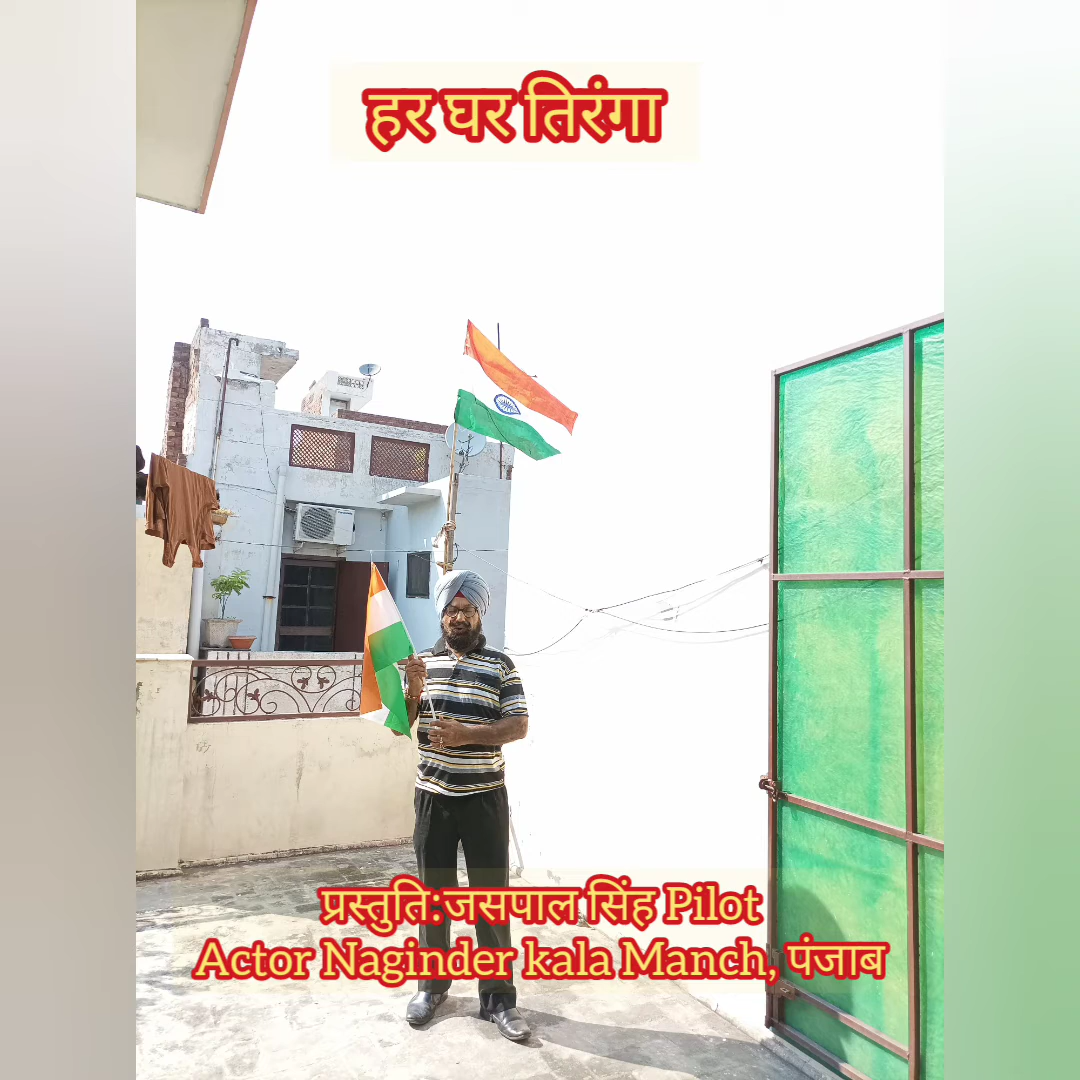 हर घर तिरंगा
प्रस्तुति:जसपाल सिंह Pilot
Actor Naginder kala Manch, पंजाब